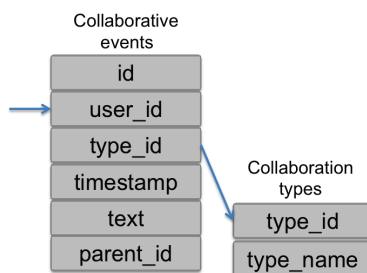 Collaborative
events
id
user_id
type_id
timestamp
text
parent_id
Collaboration
types
type_id
type_name